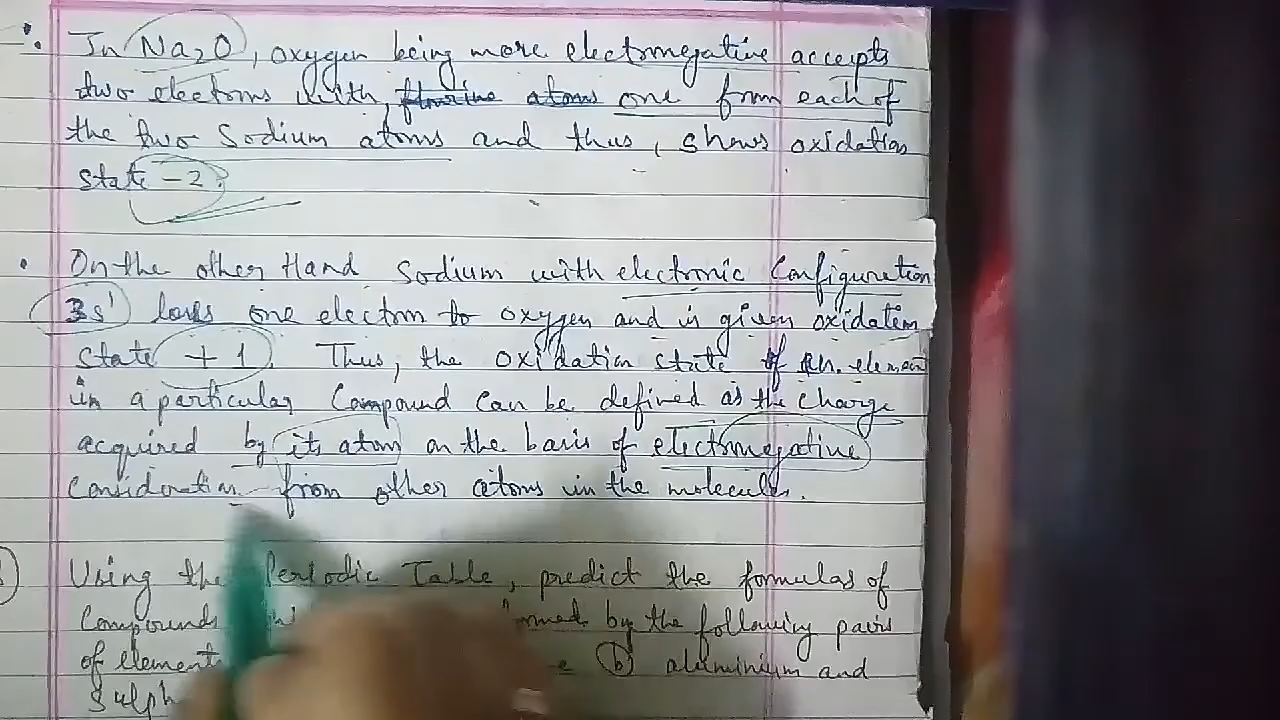 In Na2O, oxygen being more electronegative accepts
two electrons with, one from each of
the two Sodium atoms and thus, shows oxidation
state -2.
On the other Hand Sodium with electronic Configuration
3s¹ loses one electron to oxygen and is given oxidation
state +1. Thus, the oxidation state of an element
in a particular Compound can be defined as the charge
acquired by its atom on the basis of electronegative
Consideration from other atoms in the molecules.
Using the Periodic Table, predict the formulas of
Compounds by the following pairs
of element (b) aluminium and
Sulph